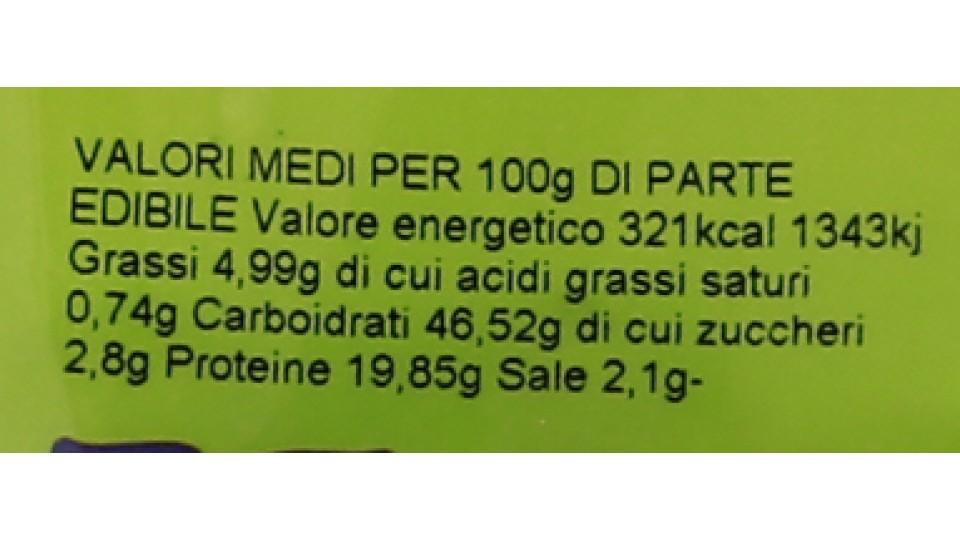 VALORI MEDI PER 100g DI PARTE
EDIBILE Valore energetico 321kcal 1343kj
Grassi 4,99g di cui acidi grassi saturi
0,74g Carboidrati 46,52g di cui zuccheri
2,8g Proteine 19,85g Sale 2,1g-